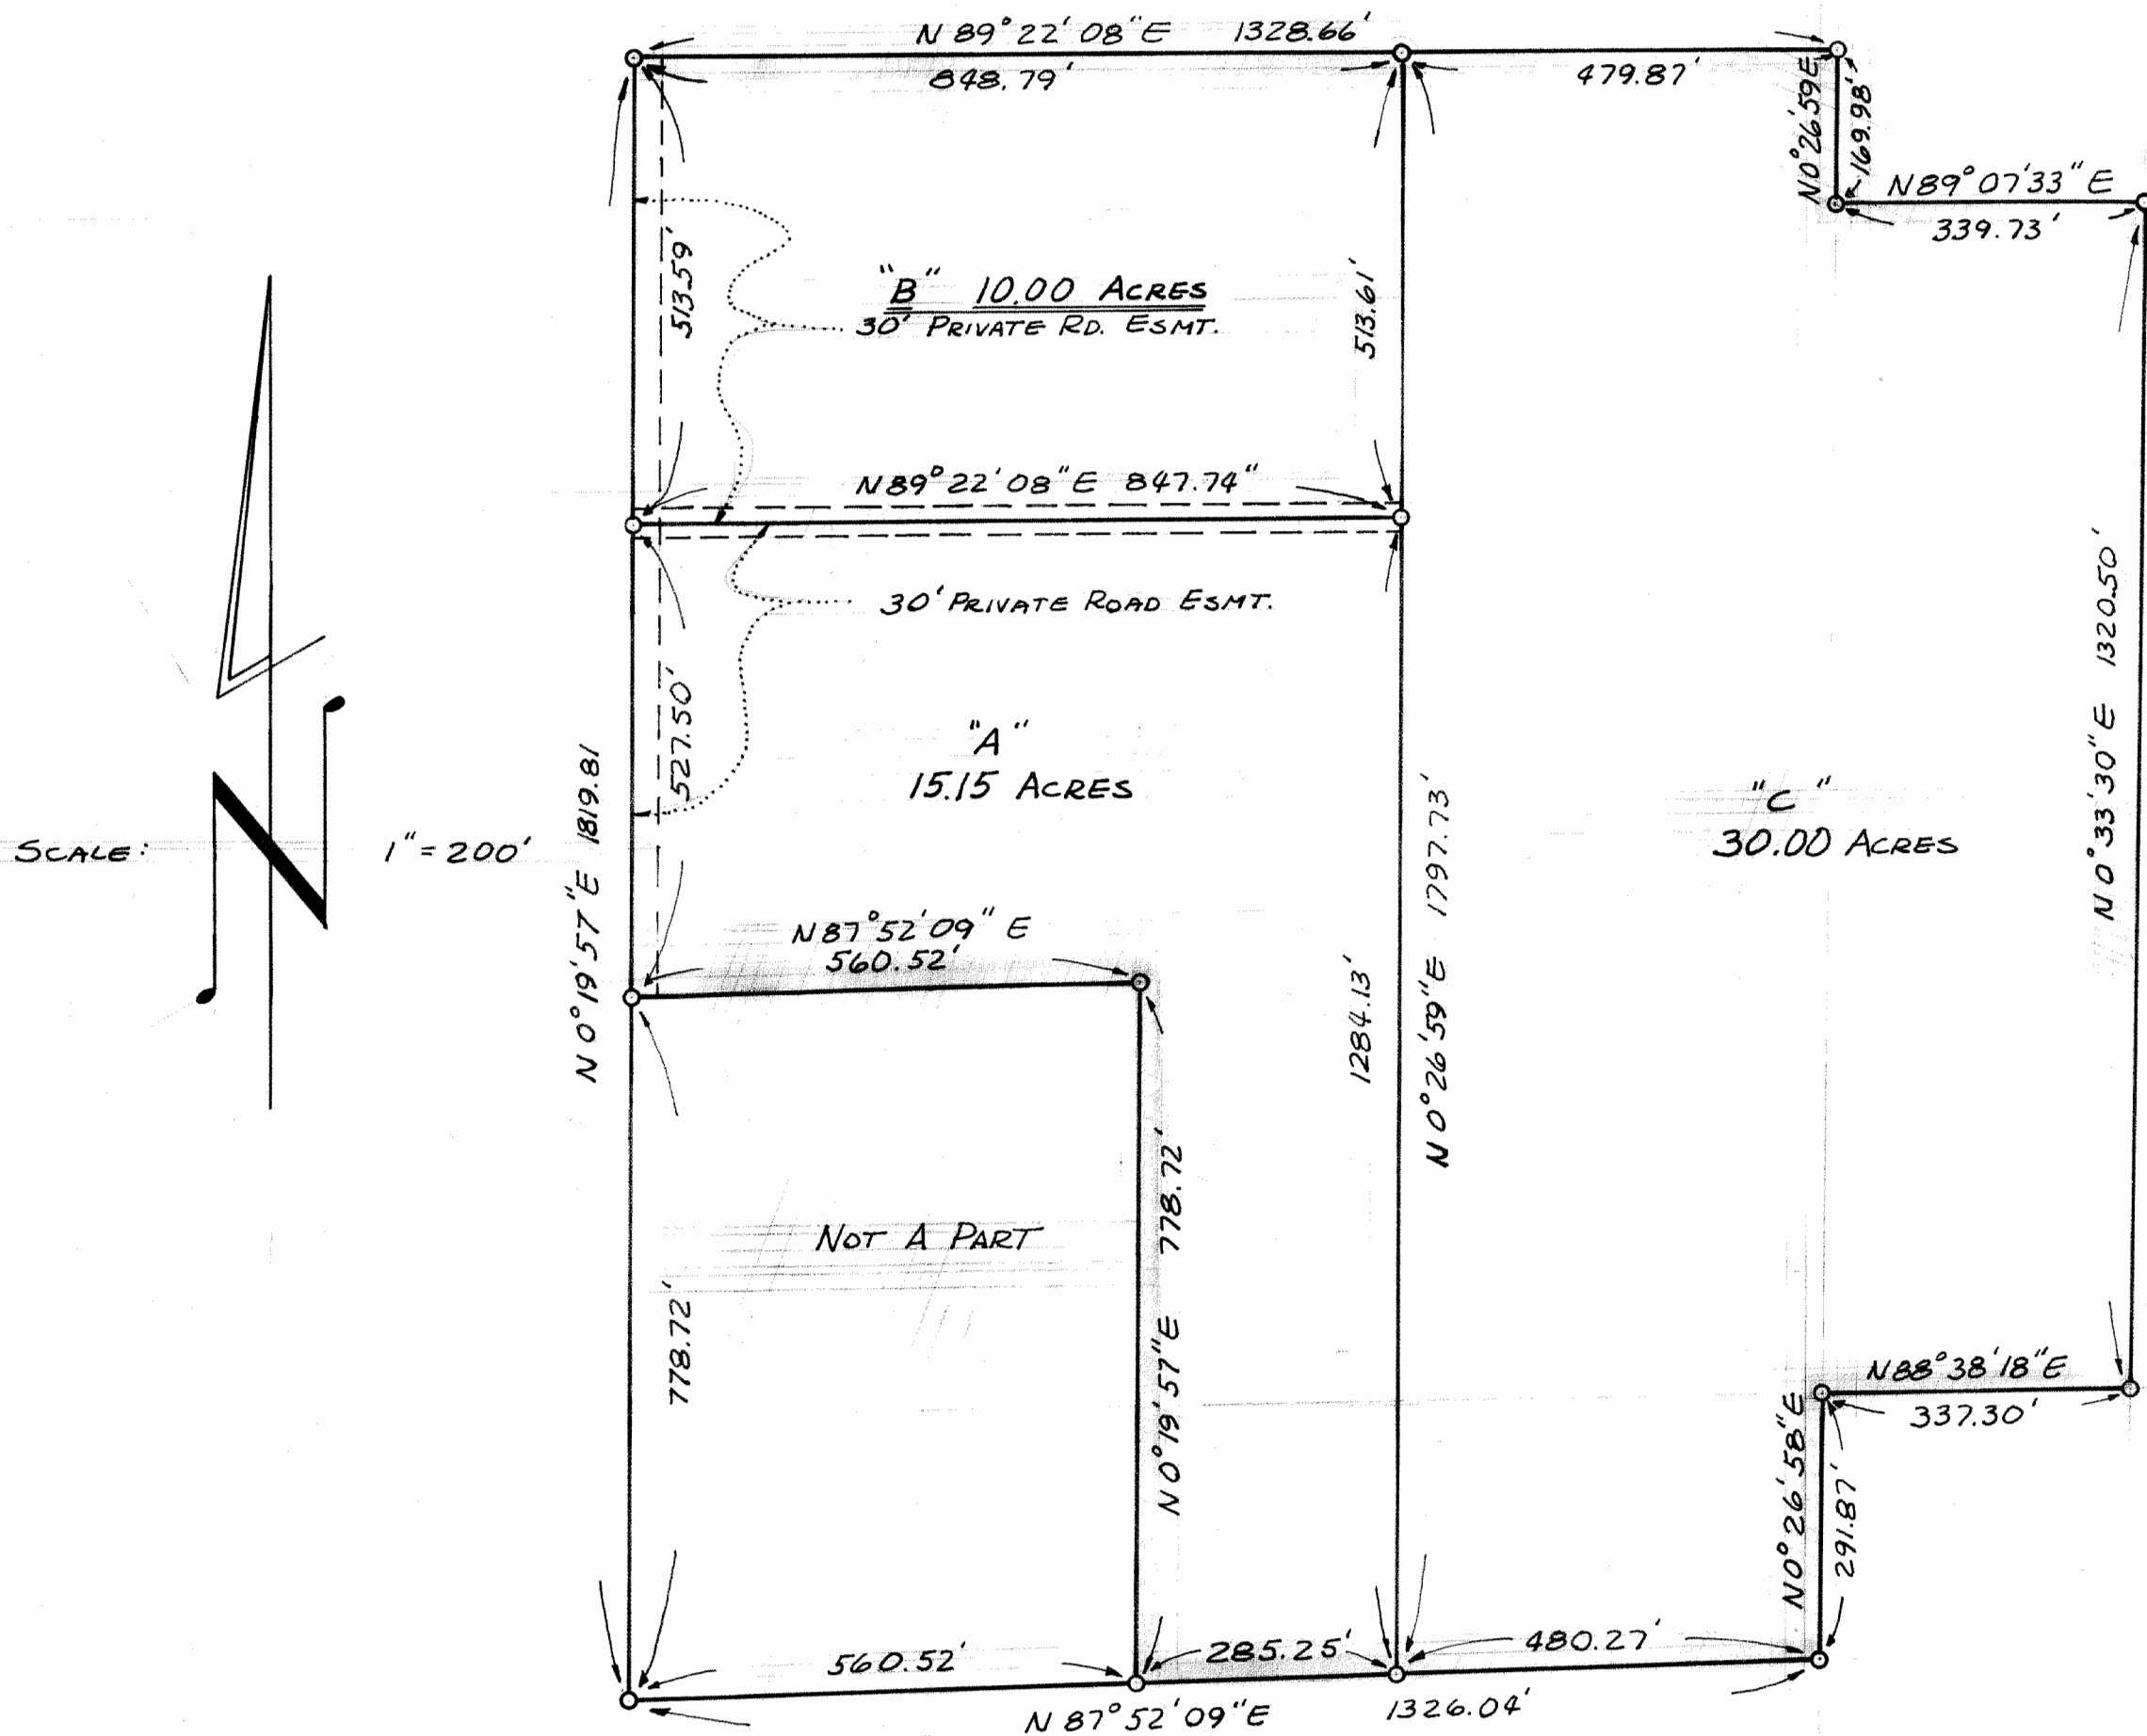 N 89° 22' 08" E 1328.66'
848.79'
479.87'
N0°26'59E
169.98'
N89°07'33"E
339.73'
513.59'
"B" 10.00 ACRES
30' PRIVATE RD. ESMT.
513.61'
N89°22'08"E 847.74"
30' PRIVATE ROAD ESMT.
527.50'
"A"
15.15 ACRES
N 0°19'57"E 1819.81
SCALE:
N
1" = 200'
N87°52'09" E
560.52'
1284.13'
N 0°26'59"E 1797.73'
"C"
30.00 ACRES
N 0°33'30"E 1320.50'
NOT A PART
778.72'
N 0°19'57"E 778.72'
N88°38'18"E
337.30'
N0°26'58"E
291.87'
560.52'
285.25'
480.27'
N 87°52'09"E 1326.04'